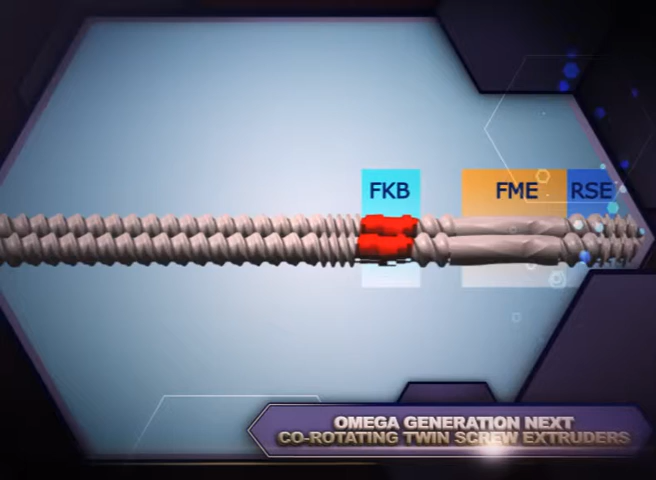 FKB
FME
RSE
OMEGA GENERATION NEXT
CO-ROTATING TWIN SCREW EXTRUDERS